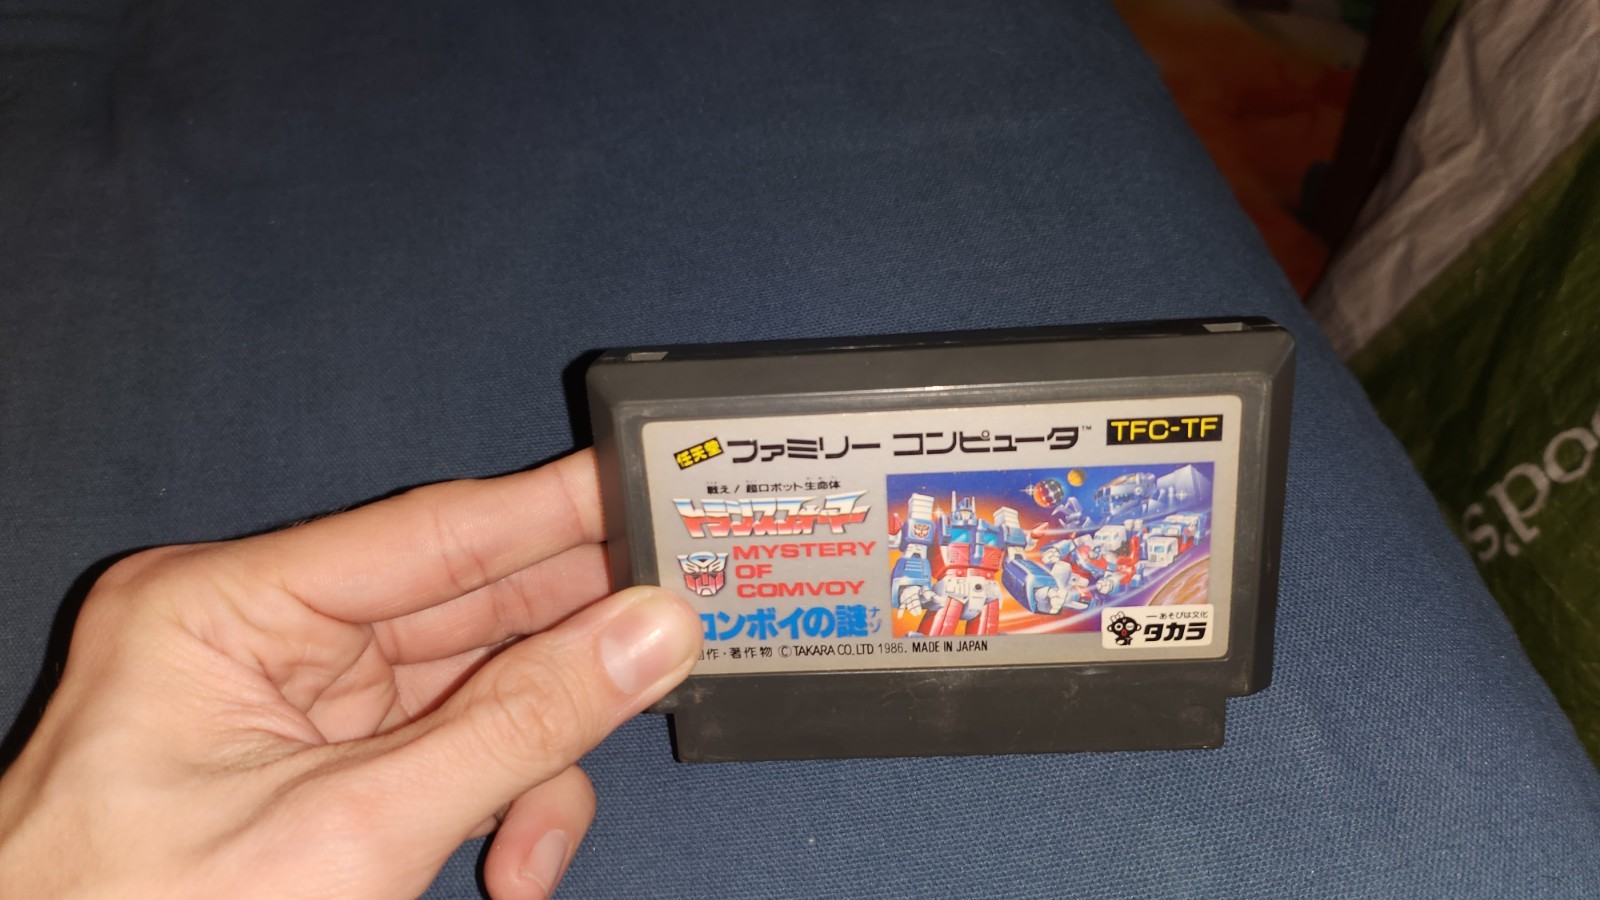 任天堂 ファミリー コンピュータ™ TFC-TF
戦え! 超ロボット生命体
トランスフォーマー
MYSTERY
OF
COMVOY
コンボイの謎
ナゾ
作・著作物 ©TAKARA CO.,LTD 1986. MADE IN JAPAN
あそびは文化
タカラ